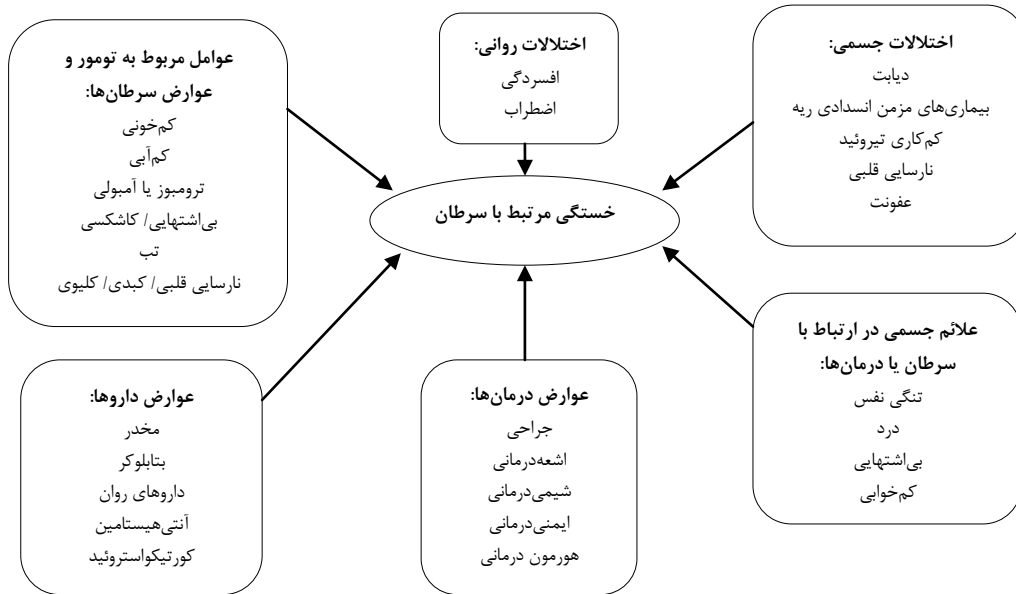 اختلالات جسمی:
دیابت
بیماری‌های مزمن انسدادی ریه
کم‌کاری تیروئید
نارسایی قلبی
عفونت
اختلالات روانی:
افسردگی
اضطراب
عوامل مربوط به تومور و
عوارض سرطان‌ها:
کم‌خونی
کم‌آبی
ترومبوز یا آمبولی
بی‌اشتهایی/ کاشکسی
تب
نارسایی قلبی/ کبدی/ کلیوی
خستگی مرتبط با سرطان
علائم جسمی در ارتباط با
سرطان یا درمان‌ها:
تنگی نفس
درد
بی‌اشتهایی
کم‌خوابی
عوارض درمان‌ها:
جراحی
اشعه‌درمانی
شیمی‌درمانی
ایمنی‌درمانی
هورمون درمانی
عوارض داروها:
مخدر
بتابلوکر
داروهای روان
آنتی‌هیستامین
کورتیکواستروئید